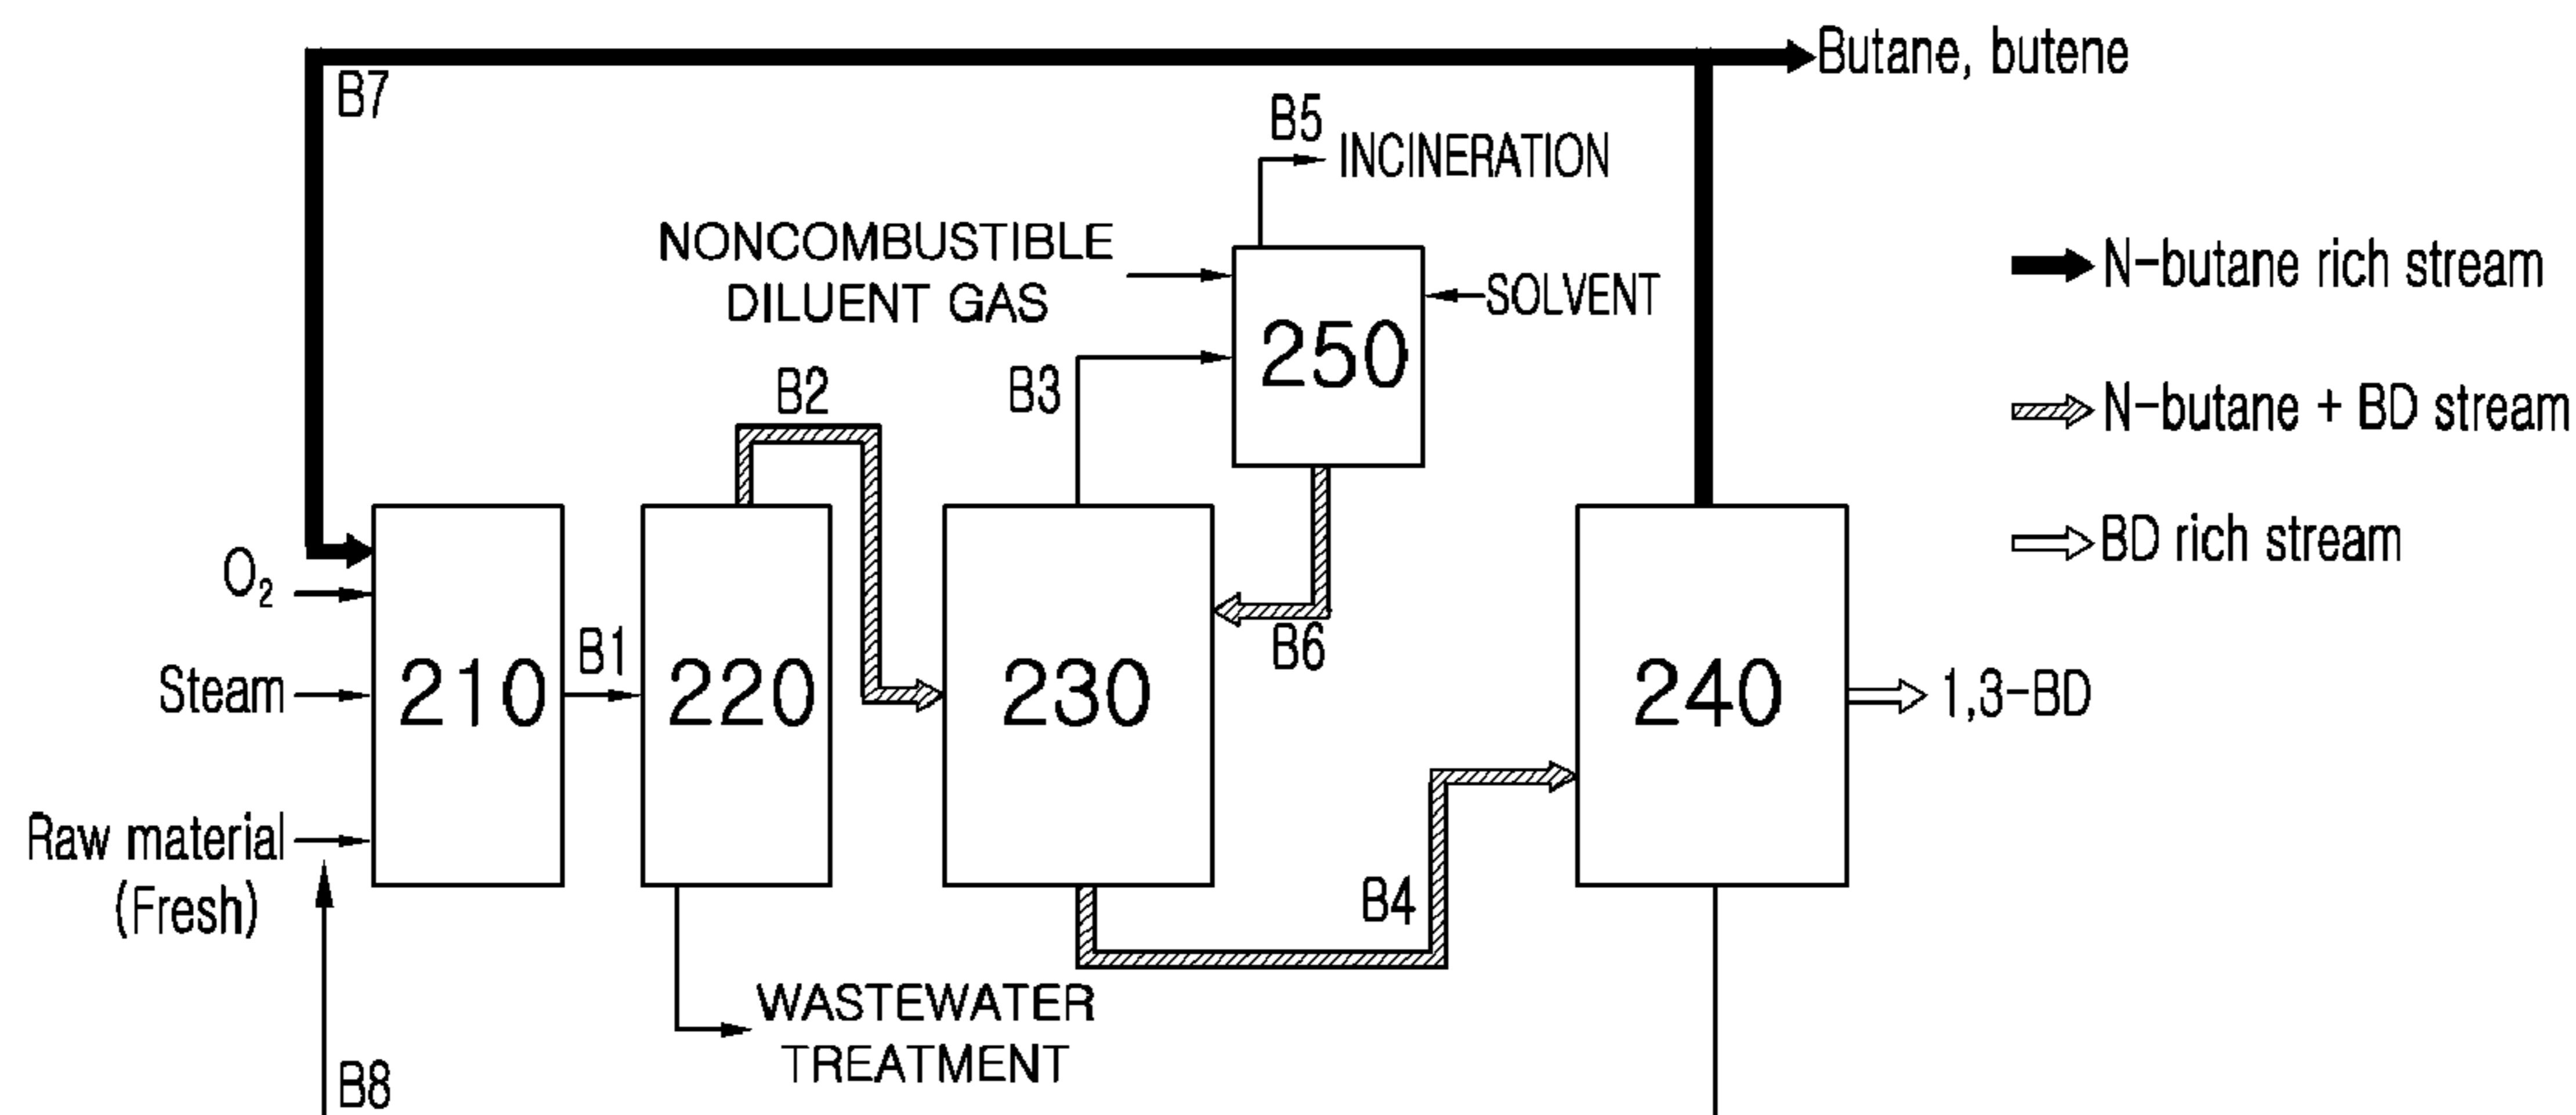 Butane, butene
B7
B5
INCINERATION
NONCOMBUSTIBLE
DILUENT GAS
SOLVENT
250
N-butane rich stream
N-butane + BD stream
BD rich stream
B2
B3
O2
Steam
Raw material
(Fresh)
210
B1
220
230
B6
240
1,3-BD
B4
WASTEWATER
TREATMENT
B8